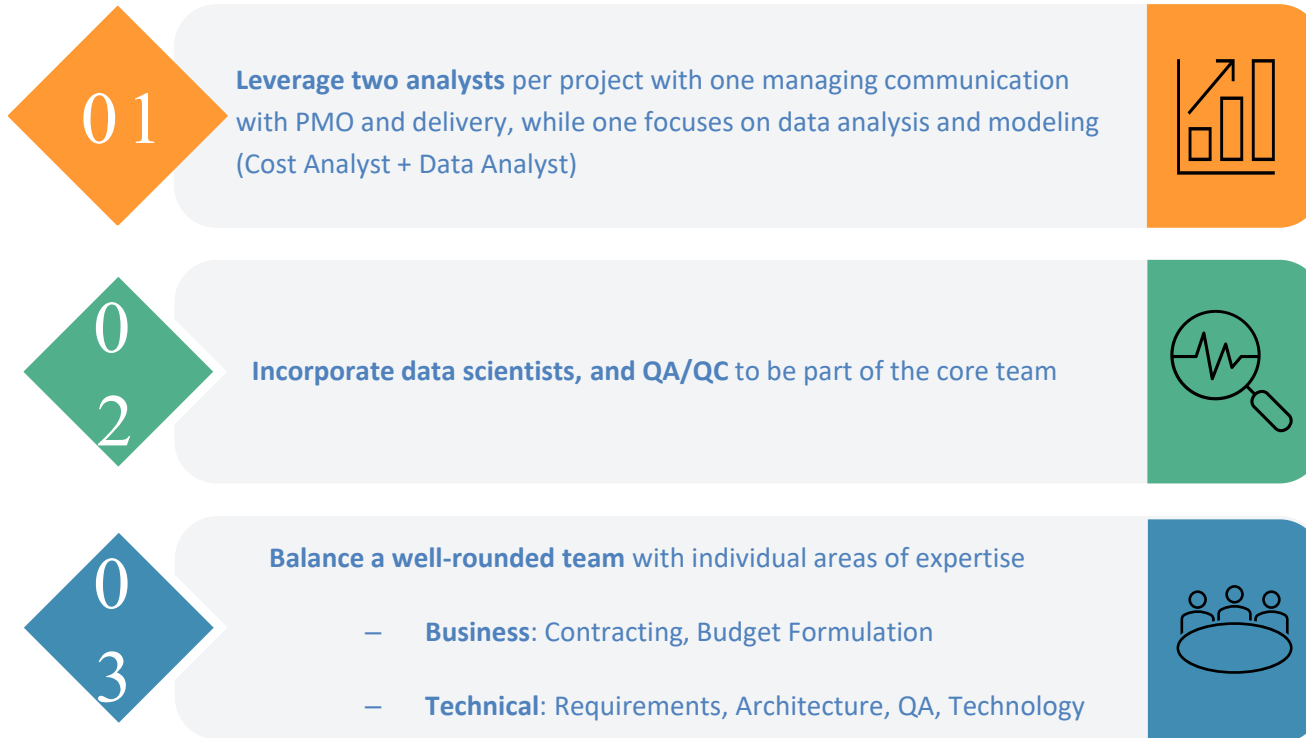 01
Leverage two analysts per project with one managing communication
with PMO and delivery, while one focuses on data analysis and modeling
(Cost Analyst + Data Analyst)
0
2
Incorporate data scientists, and QA/QC to be part of the core team
0
3
Balance a well-rounded team with individual areas of expertise
– Business: Contracting, Budget Formulation
– Technical: Requirements, Architecture, QA, Technology